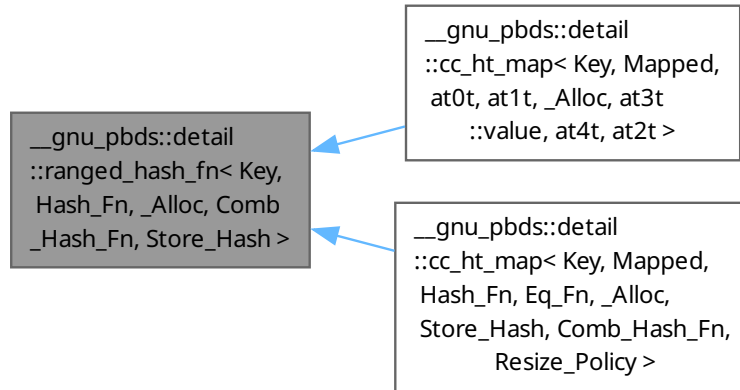 __gnu_pbds::detail
::ranged_hash_fn< Key,
Hash_Fn, _Alloc, Comb
_Hash_Fn, Store_Hash >
__gnu_pbds::detail
::cc_ht_map< Key, Mapped,
at0t, at1t, _Alloc, at3t
::value, at4t, at2t >
__gnu_pbds::detail
::cc_ht_map< Key, Mapped,
Hash_Fn, Eq_Fn, _Alloc,
Store_Hash, Comb_Hash_Fn,
Resize_Policy >